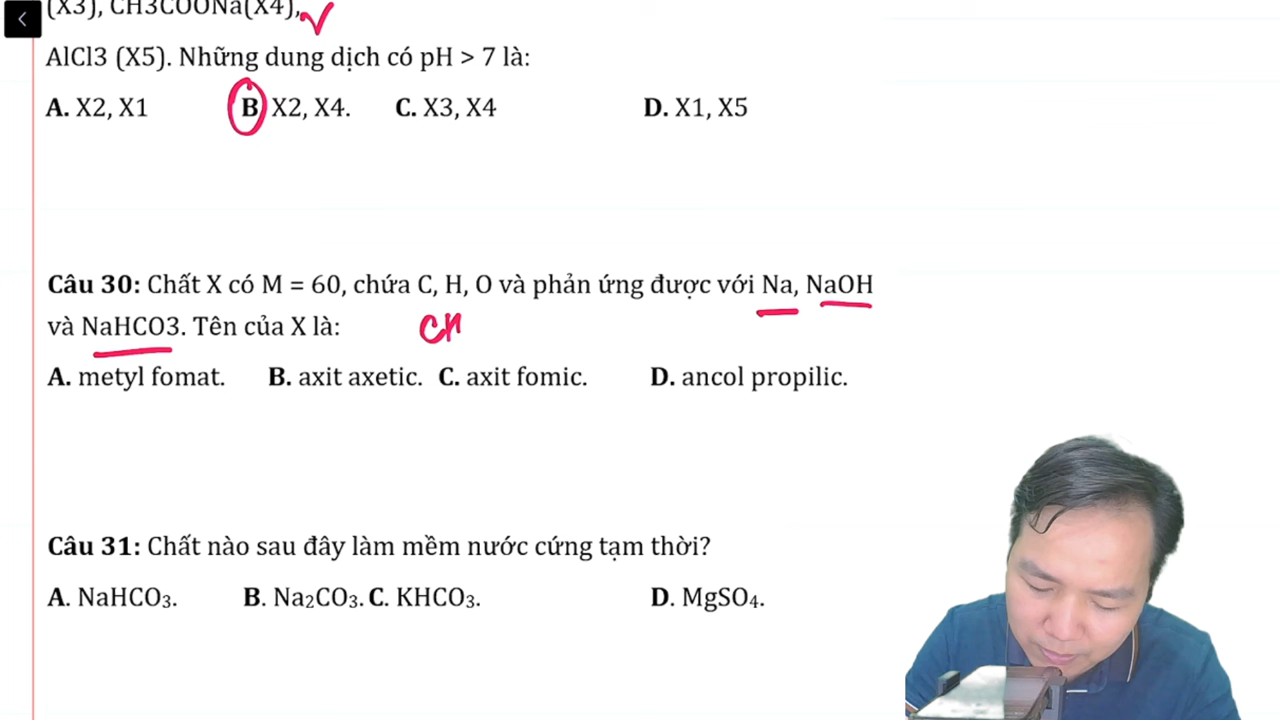 (X3), CH3COONa(X4),
AlCl3 (X5). Những dung dịch có pH > 7 là:
A. X2, X1 B. X2, X4. C. X3, X4 D. X1, X5
Câu 30: Chất X có M = 60, chứa C, H, O và phản ứng được với Na, NaOH
và NaHCO3. Tên của X là:
CH
A. metyl fomat. B. axit axetic. C. axit fomic. D. ancol propilic.
Câu 31: Chất nào sau đây làm mềm nước cứng tạm thời?
A. NaHCO₃. B. Na₂CO₃. C. KHCO₃. D. MgSO₄.